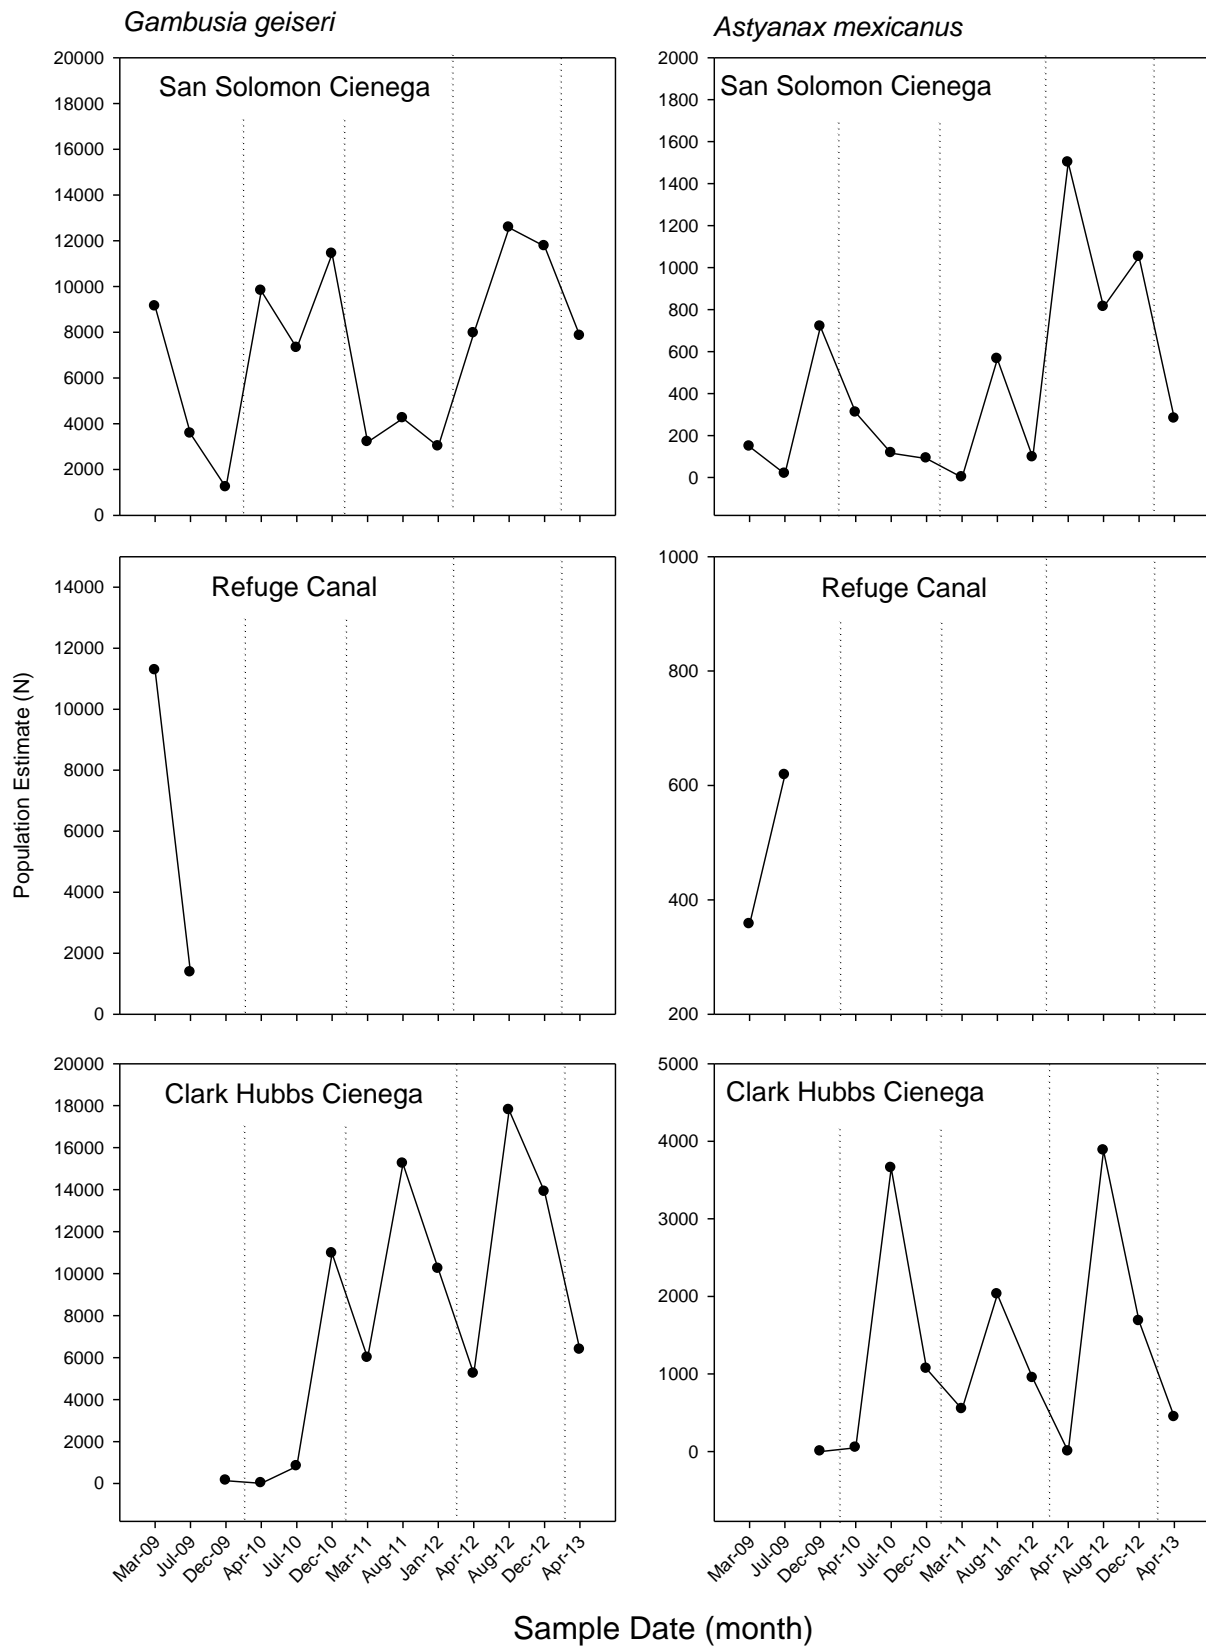 Gambusia geiseri
Astyanax mexicanus
San Solomon Cienega
20000
18000
16000
14000
12000
10000
8000
6000
4000
2000
0
San Solomon Cienega
2000
1800
1600
1400
1200
1000
800
600
400
200
0
Population Estimate (N)
Refuge Canal
14000
12000
10000
8000
6000
4000
2000
0
Refuge Canal
1000
800
600
400
200
Clark Hubbs Cienega
20000
18000
16000
14000
12000
10000
8000
6000
4000
2000
0
Mar-09
Jul-09
Dec-09
Apr-10
Jul-10
Dec-10
Mar-11
Aug-11
Jan-12
Apr-12
Aug-12
Dec-12
Apr-13
Clark Hubbs Cienega
5000
4000
3000
2000
1000
0
Mar-09
Jul-09
Dec-09
Apr-10
Jul-10
Dec-10
Mar-11
Aug-11
Jan-12
Apr-12
Aug-12
Dec-12
Apr-13
Sample Date (month)